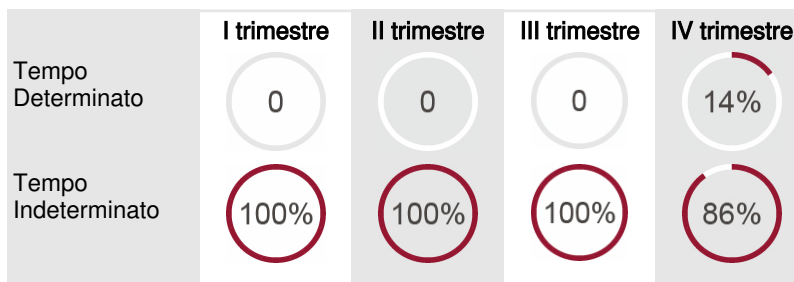 I trimestre II trimestre III trimestre IV trimestre
Tempo
Determinato
0 0 0 14%
Tempo
Indeterminato
100% 100% 100% 86%